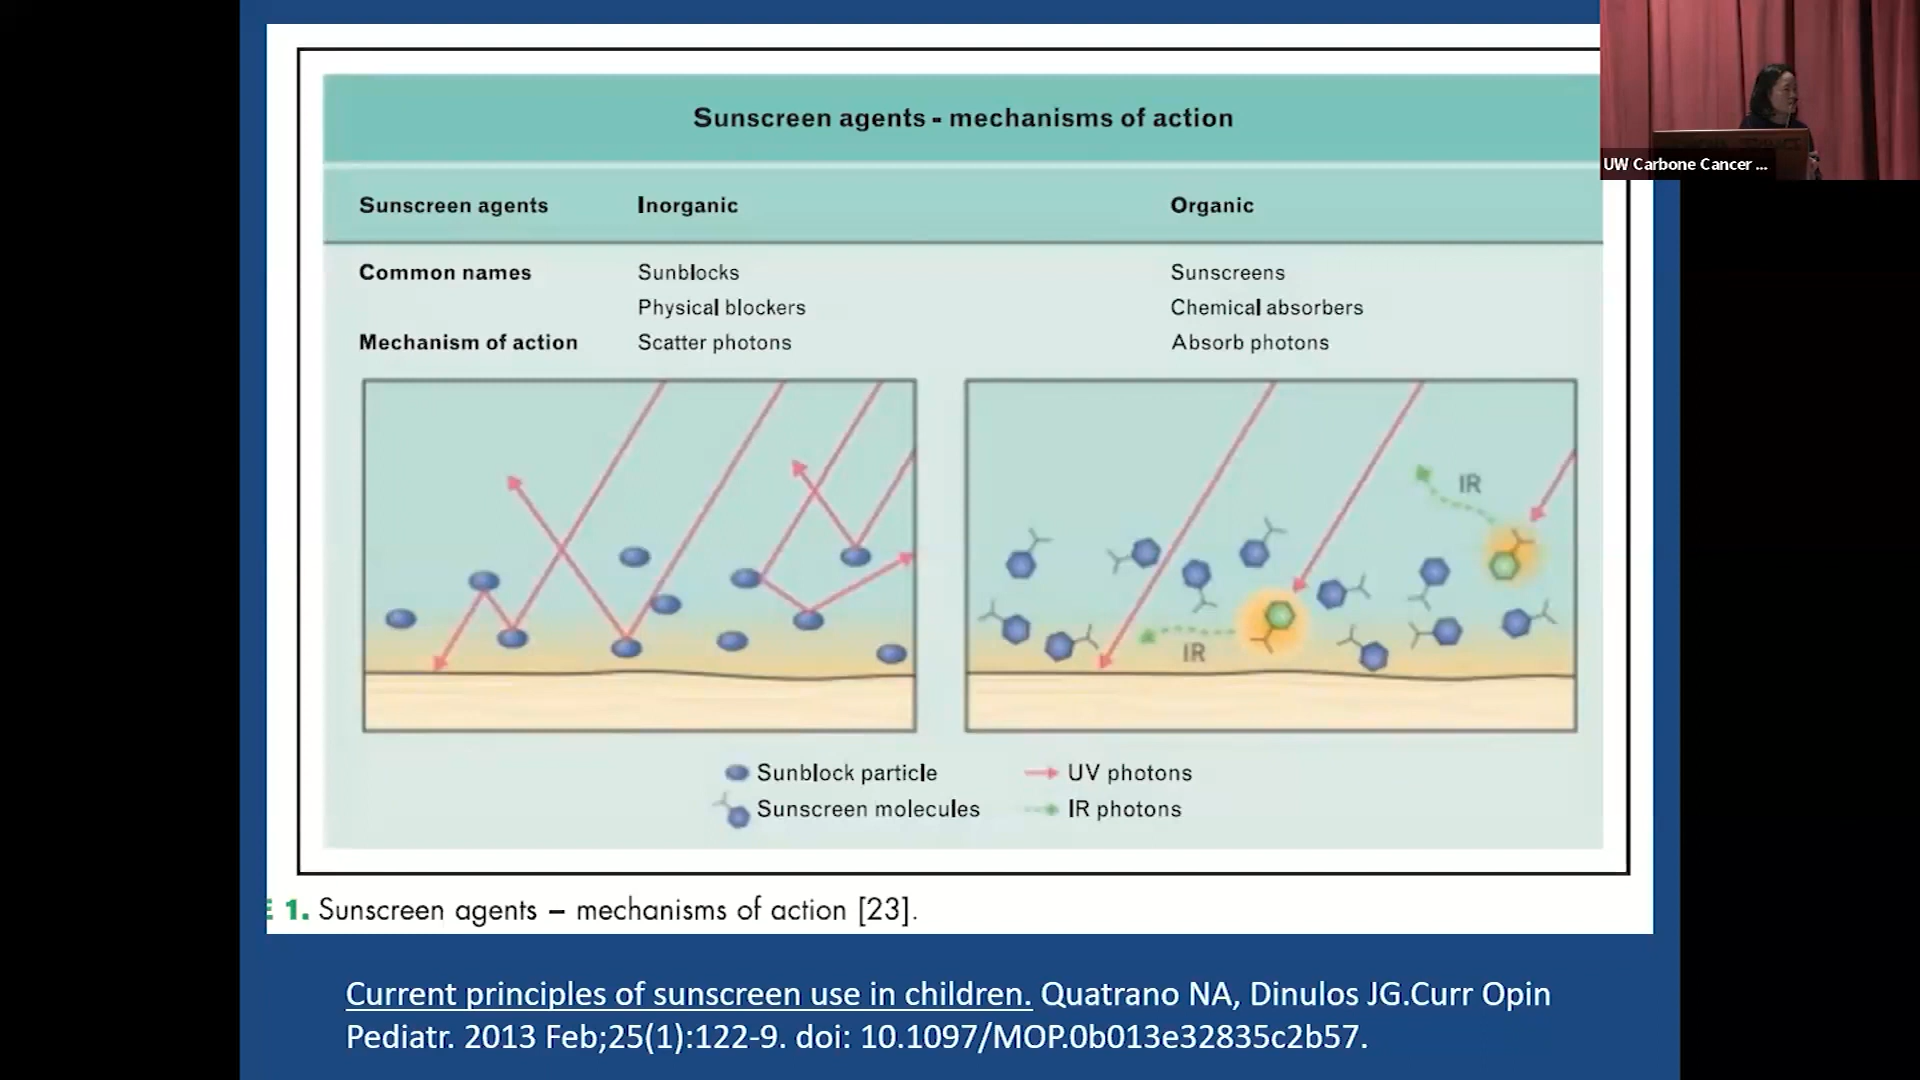 Sunscreen agents - mechanisms of action
UW Carbone Cancer ...
Sunscreen agents Inorganic Organic
Common names Sunblocks Sunscreens
Physical blockers Chemical absorbers
Mechanism of action Scatter photons Absorb photons
IR
IR
Sunblock particle UV photons
Sunscreen molecules IR photons
E 1. Sunscreen agents – mechanisms of action [23].
Current principles of sunscreen use in children. Quatrano NA, Dinulos JG.Curr Opin
Pediatr. 2013 Feb;25(1):122-9. doi: 10.1097/MOP.0b013e32835c2b57.